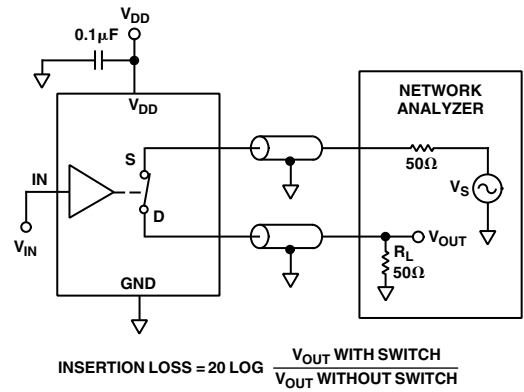 VDD
0.1μF
VDD
NETWORK
ANALYZER
S
50Ω
IN
VS
D
VIN
VOUT
RL
50Ω
GND
INSERTION LOSS = 20 LOG VOUT WITH SWITCH
VOUT WITHOUT SWITCH